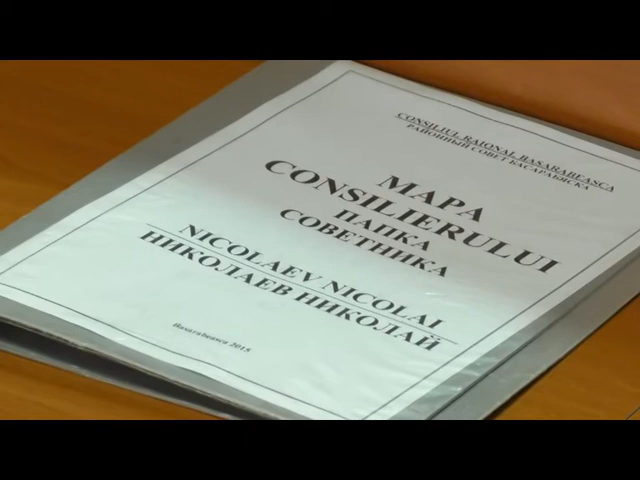 CONSILIUL RAIONAL BASARABEASCA
РАЙОННЫЙ СОВЕТ БАСАРАБЯСКА
MAPA
CONSILIERULUI
ПАПКА
СОВЕТНИКА
NICOLAEV NICOLAI
НИКОЛАЕВ НИКОЛАЙ
Basarabeasca 2015